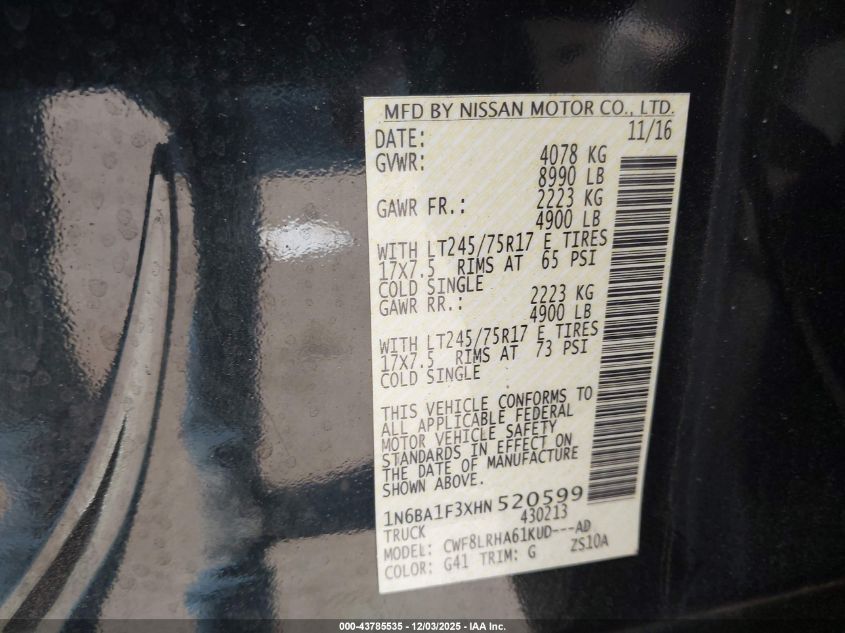 MFD BY NISSAN MOTOR CO., LTD.
DATE: 11/16
GVWR: 4078 KG
8990 LB
GAWR FR.: 2223 KG
4900 LB
WITH LT245/75R17 E TIRES
17X7.5 RIMS AT 65 PSI
COLD SINGLE
GAWR RR.: 2223 KG
4900 LB
WITH LT245/75R17 E TIRES
17X7.5 RIMS AT 73 PSI
COLD SINGLE
THIS VEHICLE CONFORMS TO
ALL APPLICABLE FEDERAL
MOTOR VEHICLE SAFETY
STANDARDS IN EFFECT ON
THE DATE OF MANUFACTURE
SHOWN ABOVE.
1N6BA1F3XHN 520599
TRUCK 430213
MODEL: CWF8LRHA61KUD---AD
COLOR: G41 TRIM: G ZS10A
000-43785535 - 12/03/2025 - IAA Inc.